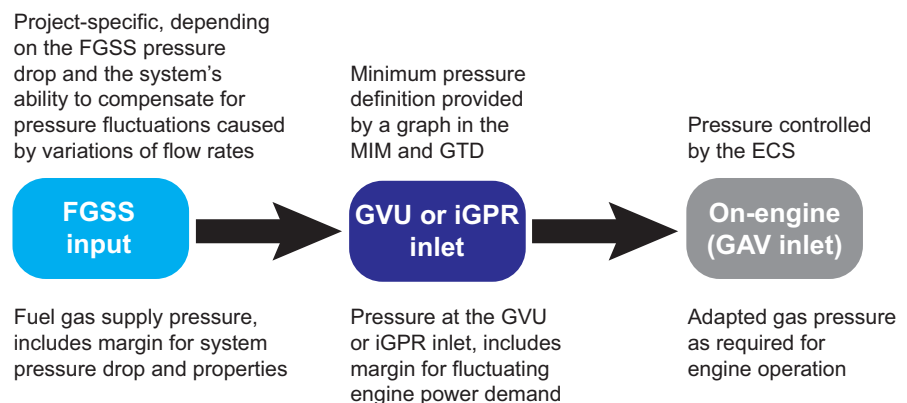 Project-specific, depending
on the FGSS pressure
drop and the system's
ability to compensate for
pressure fluctuations caused
by variations of flow rates
Minimum pressure
definition provided
by a graph in the
MIM and GTD
Pressure controlled
by the ECS
FGSS
input
GVU or iGPR
inlet
On-engine
(GAV inlet)
Fuel gas supply pressure,
includes margin for system
pressure drop and properties
Pressure at the GVU
or iGPR inlet, includes
margin for fluctuating
engine power demand
Adapted gas pressure
as required for
engine operation